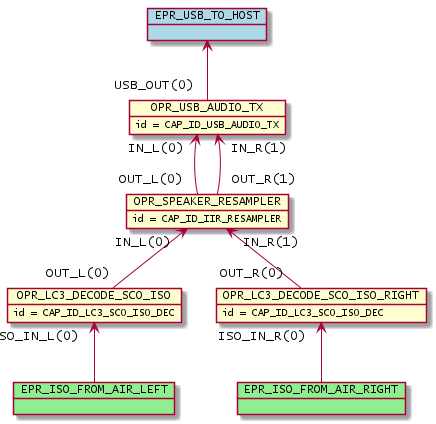 EPR_USB_TO_HOST
USB_OUT(0)
OPR_USB_AUDIO_TX
id = CAP_ID_USB_AUDIO_TX
IN_L(0) IN_R(1)
OUT_L(0) OUT_R(1)
OPR_SPEAKER_RESAMPLER
id = CAP_ID_IIR_RESAMPLER
IN_L(0) IN_R(1)
OUT_L(0) OUT_R(0)
OPR_LC3_DECODE_SCO_ISO OPR_LC3_DECODE_SCO_ISO_RIGHT
id = CAP_ID_LC3_SCO_ISO_DEC id = CAP_ID_LC3_SCO_ISO_DEC
SO_IN_L(0) ISO_IN_R(0)
EPR_ISO_FROM_AIR_LEFT EPR_ISO_FROM_AIR_RIGHT